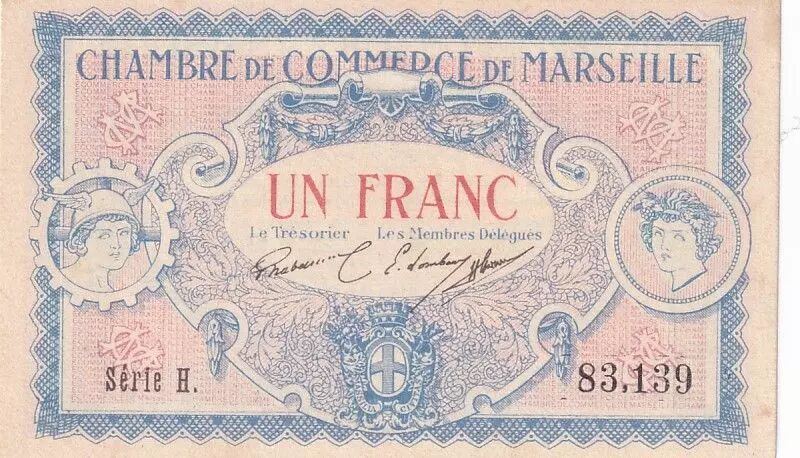 CHAMBRE DE COMMERCE DE MARSEILLE
UN FRANC
Le Trésorier Les Membres Délégués
Série H. 83,139